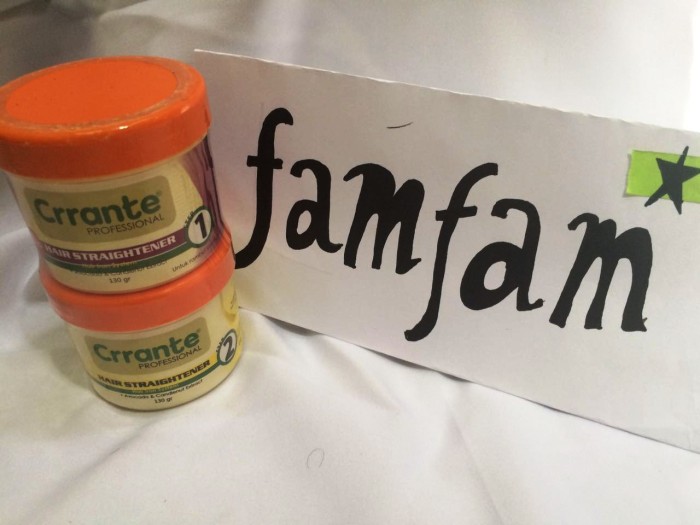 Crrante
PROFESSIONAL
1
HAIR STRAIGHTENER
130 gr
Crrante
PROFESSIONAL
2
HAIR STRAIGHTENER
130 gr
famfam